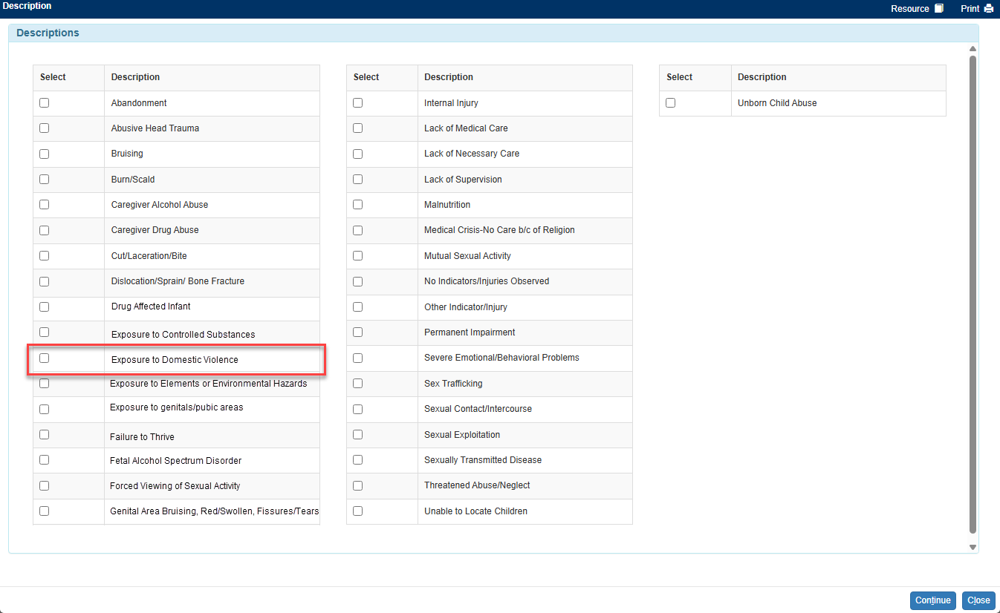 Description
Resource
Print
Descriptions
Select Description
Abandonment
Abusive Head Trauma
Bruising
Burn/Scald
Caregiver Alcohol Abuse
Caregiver Drug Abuse
Cut/Laceration/Bite
Dislocation/Sprain/ Bone Fracture
Drug Affected Infant
Exposure to Controlled Substances
Exposure to Domestic Violence
Exposure to Elements or Environmental Hazards
Exposure to genitals/pubic areas
Failure to Thrive
Fetal Alcohol Spectrum Disorder
Forced Viewing of Sexual Activity
Genital Area Bruising, Red/Swollen, Fissures/Tears
Select Description
Internal Injury
Lack of Medical Care
Lack of Necessary Care
Lack of Supervision
Malnutrition
Medical Crisis-No Care b/c of Religion
Mutual Sexual Activity
No Indicators/Injuries Observed
Other Indicator/Injury
Permanent Impairment
Severe Emotional/Behavioral Problems
Sex Trafficking
Sexual Contact/Intercourse
Sexual Exploitation
Sexually Transmitted Disease
Threatened Abuse/Neglect
Unable to Locate Children
Select Description
Unborn Child Abuse
Continue
Close